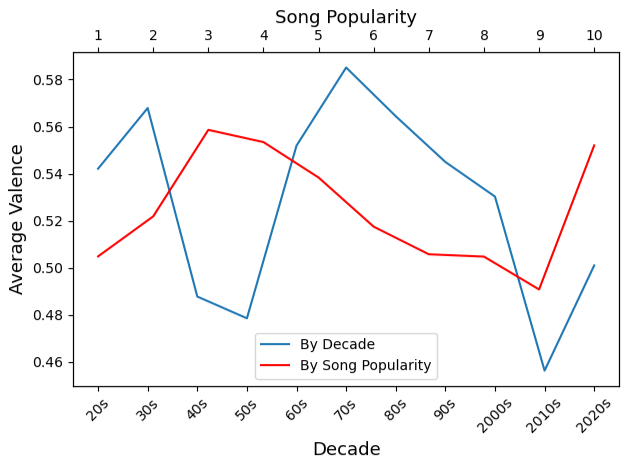 Song Popularity
1 2 3 4 5 6 7 8 9 10
0.58
0.56
0.54
0.52
0.50
0.48
0.46
Average Valence
By Decade
By Song Popularity
20s 30s 40s 50s 60s 70s 80s 90s 2000s 2010s 2020s
Decade